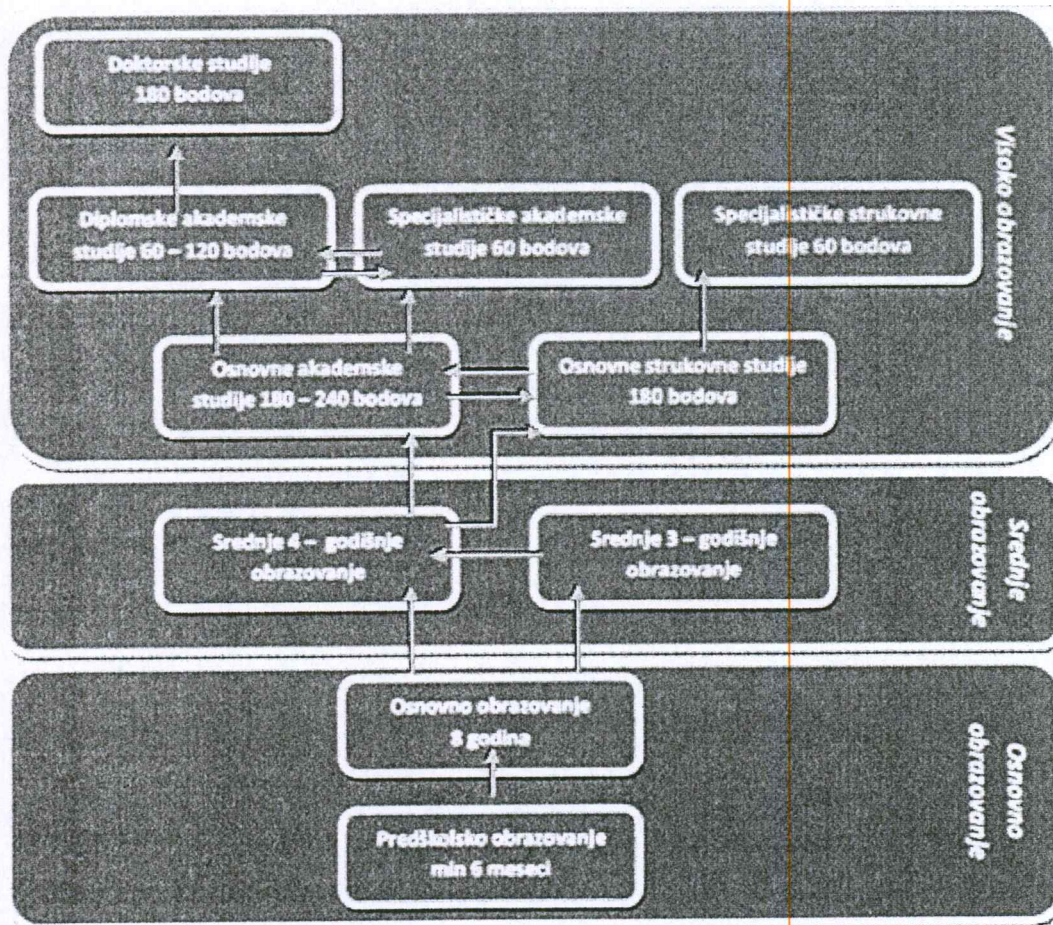 Doktorske studije
180 bodova
Diplomske akademske
studije 60 – 120 bodova
Specijalističke akademske
studije 60 bodova
Specijalističke strukovne
studije 60 bodova
Osnovne akademske
studije 180 – 240 bodova
Osnovne strukovne studije
180 bodova
Visoko obrazovanje
Srednje 4 – godišnje
obrazovanje
Srednje 3 – godišnje
obrazovanje
Srednje
obrazovanje
Osnovno obrazovanje
8 godina
Predškolsko obrazovanje
min 6 meseci
Osnovno
obrazovanje